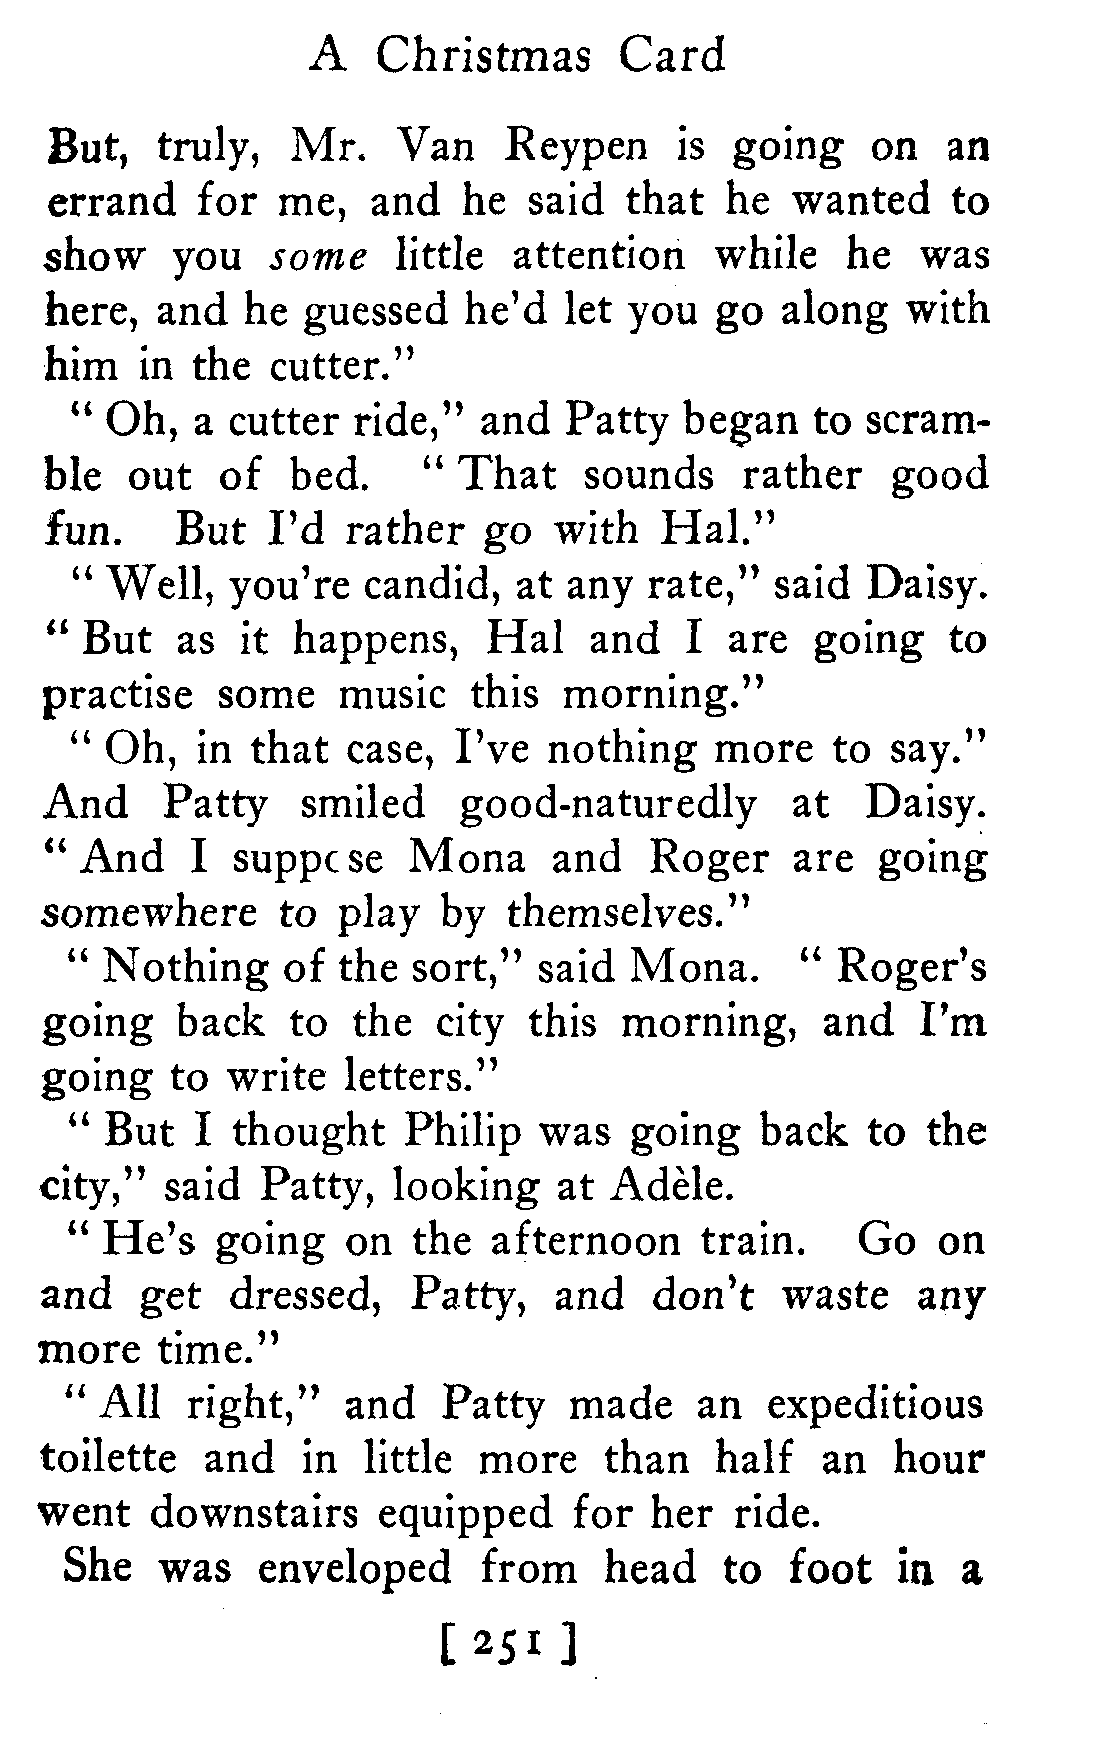 A Christmas Card
But, truly, Mr. Van Reypen is going on an
errand for me, and he said that he wanted to
show you some little attention while he was
here, and he guessed he'd let you go along with
him in the cutter."
" Oh, a cutter ride," and Patty began to scram-
ble out of bed. " That sounds rather good
fun. But I'd rather go with Hal."
" Well, you're candid, at any rate," said Daisy.
" But as it happens, Hal and I are going to
practise some music this morning."
" Oh, in that case, I've nothing more to say."
And Patty smiled good-naturedly at Daisy.
" And I suppose Mona and Roger are going
somewhere to play by themselves."
" Nothing of the sort," said Mona. " Roger's
going back to the city this morning, and I'm
going to write letters."
" But I thought Philip was going back to the
city," said Patty, looking at Adèle.
" He's going on the afternoon train. Go on
and get dressed, Patty, and don't waste any
more time."
" All right," and Patty made an expeditious
toilette and in little more than half an hour
went downstairs equipped for her ride.
She was enveloped from head to foot in a
[ 251 ]